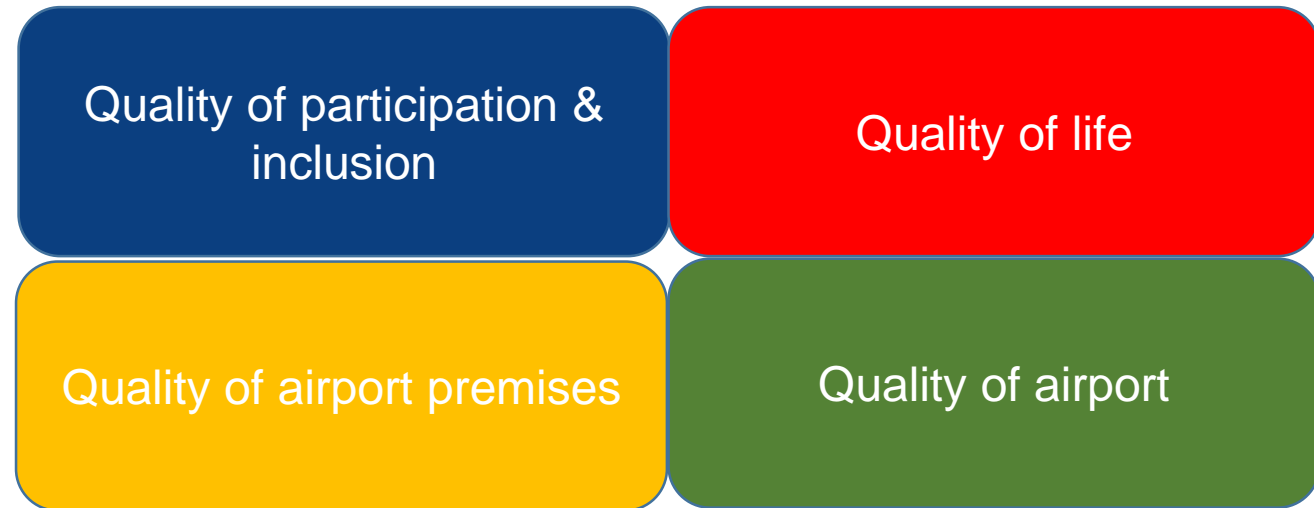 Quality of participation &
inclusion
Quality of life
Quality of airport premises
Quality of airport